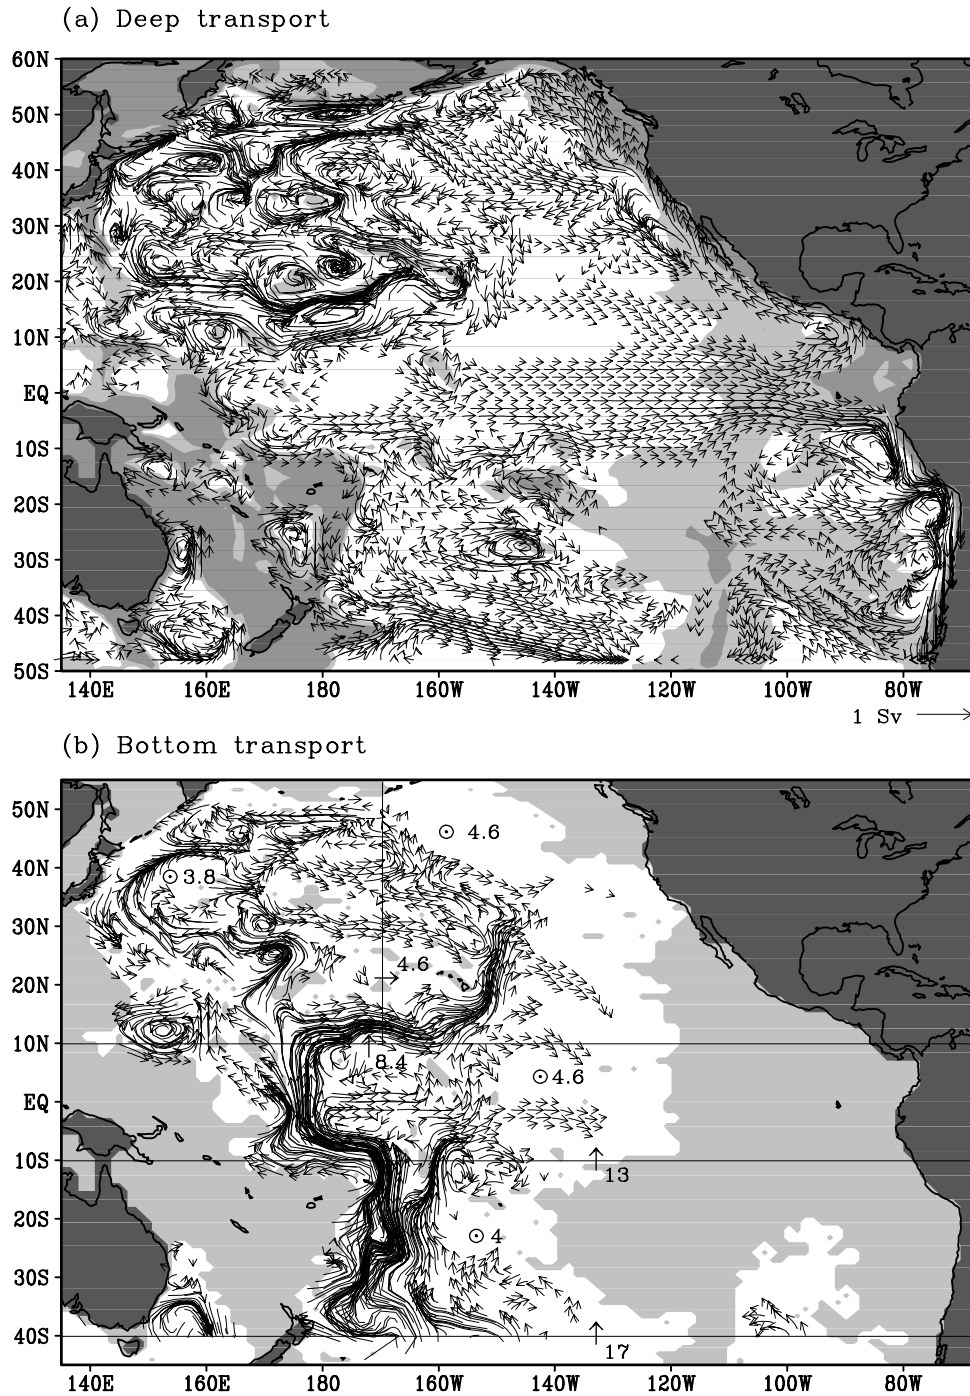 (a) Deep transport
60N
50N
40N
30N
20N
10N
EQ
10S
20S
30S
40S
50S
140E 160E 180 160W 140W 120W 100W 80W
1 Sv
(b) Bottom transport
50N
4.6
40N
3.8
30N
4.6
20N
10N
8.4
4.6
EQ
10S
13
20S
4
30S
40S
17
140E 160E 180 160W 140W 120W 100W 80W